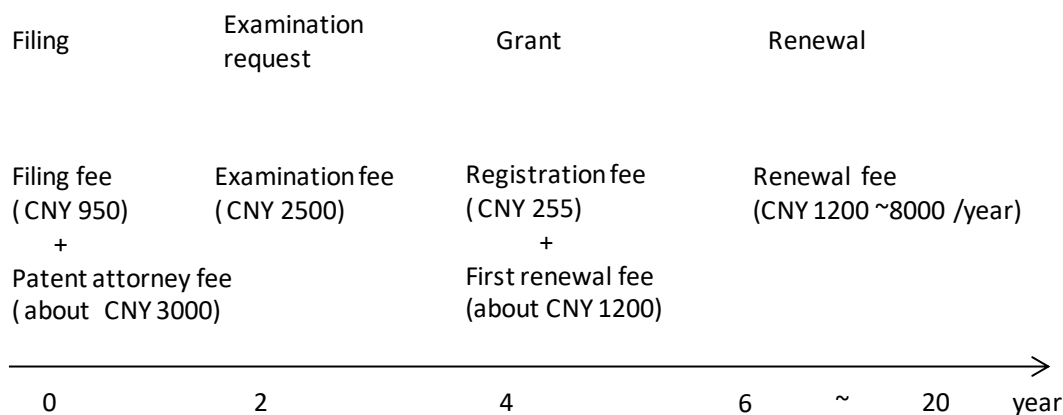 Filing
Examination
request
Grant
Renewal
Filing fee
( CNY 950)
+
Patent attorney fee
( about CNY 3000)
Examination fee
( CNY 2500)
Registration fee
( CNY 255)
+
First renewal fee
(about CNY 1200)
Renewal fee
(CNY 1200 ~8000 /year)
0 2 4 6 ~ 20 year